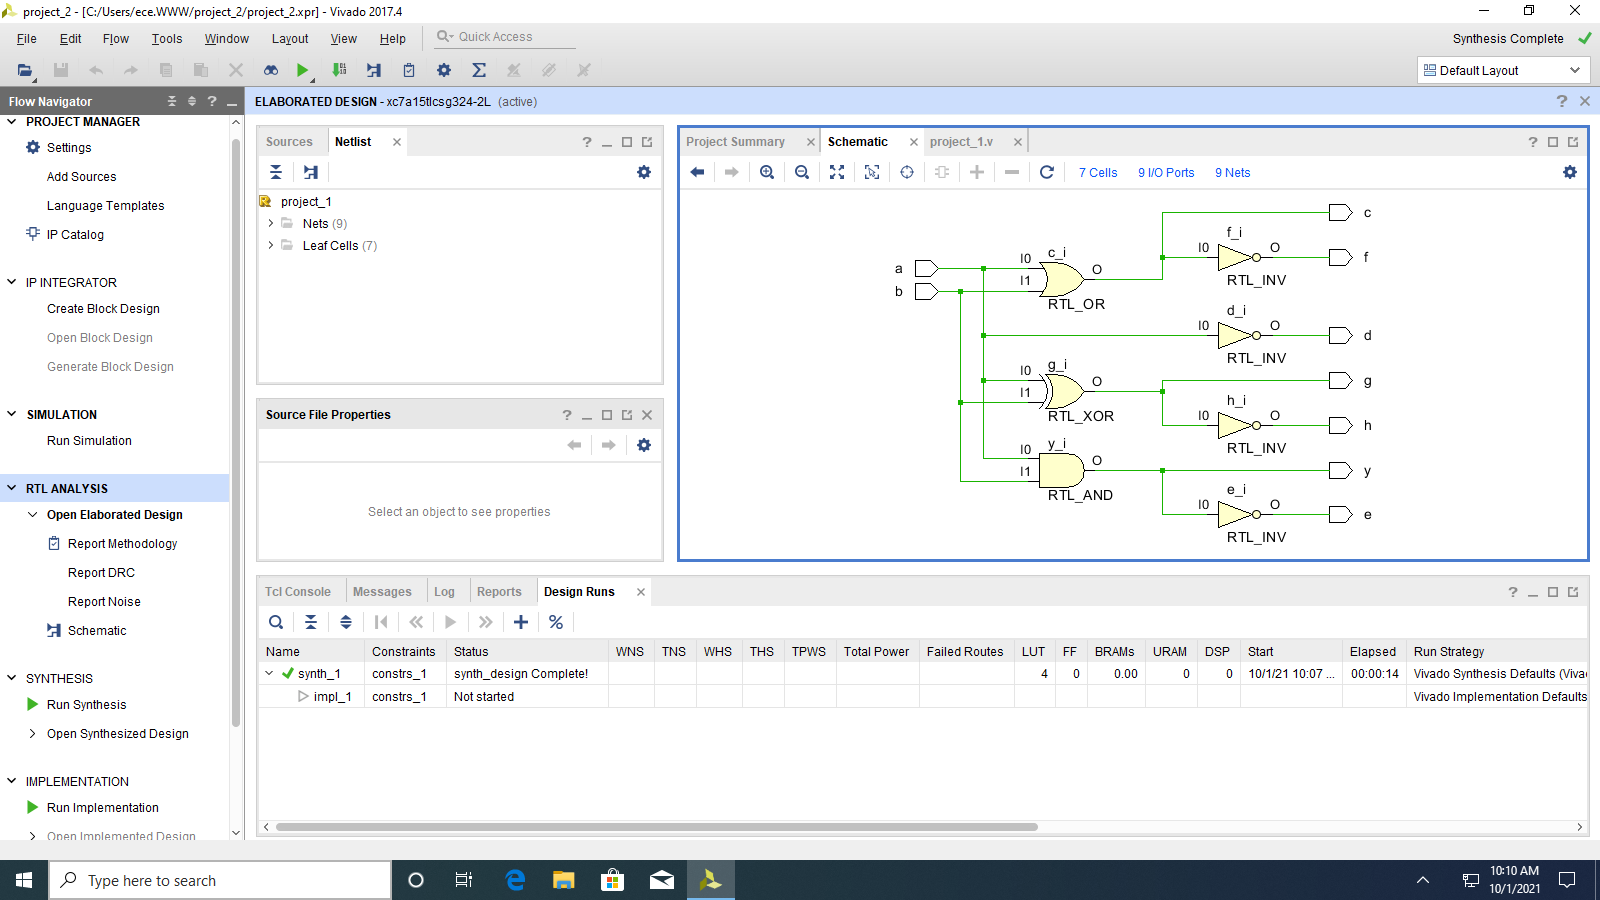 project_2 - [C:/Users/ece.WWW/project_2/project_2.xpr] - Vivado 2017.4
File Edit Flow Tools Window Layout View Help Quick Access
Synthesis Complete
Default Layout
Flow Navigator
ELABORATED DESIGN - xc7a15tlcsg324-2L (active)
PROJECT MANAGER
Settings
Add Sources
Language Templates
IP Catalog
IP INTEGRATOR
Create Block Design
Open Block Design
Generate Block Design
SIMULATION
Run Simulation
RTL ANALYSIS
Open Elaborated Design
Report Methodology
Report DRC
Report Noise
Schematic
SYNTHESIS
Run Synthesis
Open Synthesized Design
IMPLEMENTATION
Run Implementation
Open Implemented Design
Sources Netlist
project_1
Nets (9)
Leaf Cells (7)
Source File Properties
Select an object to see properties
Project Summary Schematic project_1.v
7 Cells 9 I/O Ports 9 Nets
a
b
I0
I1
c_i
O
RTL_OR
c
f_i
I0 O
RTL_INV
f
d_i
I0 O
RTL_INV
d
I0
I1
g_i
O
RTL_XOR
g
h_i
I0 O
RTL_INV
h
I0
I1
y_i
O
RTL_AND
y
e_i
I0 O
RTL_INV
e
Tcl Console Messages Log Reports Design Runs
Name Constraints Status WNS TNS WHS THS TPWS Total Power Failed Routes LUT FF BRAMs URAM DSP Start Elapsed Run Strategy
synth_1 constrs_1 synth_design Complete! 4 0 0.00 0 0 10/1/21 10:07 ... 00:00:14 Vivado Synthesis Defaults (Viva
impl_1 constrs_1 Not started Vivado Implementation Defaults
Type here to search
10:10 AM
10/1/2021